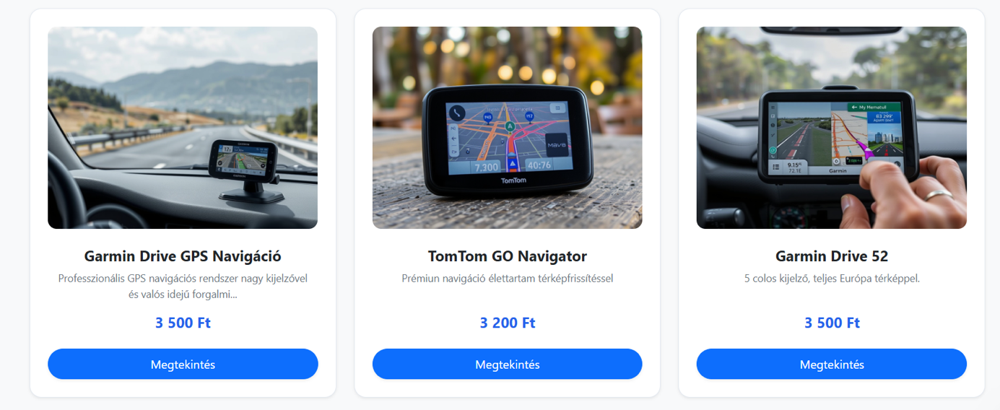 TomTom
7.300
40:76
My Mematuil
Garmin
Garmin Drive GPS Navigáció
Professzionális GPS navigációs rendszer nagy kijelzővel
és valós idejű forgalmi...
3 500 Ft
Megtekintés
TomTom GO Navigator
Prémiun navigáció élettartam térképfrissítéssel
3 200 Ft
Megtekintés
Garmin Drive 52
5 colos kijelző, teljes Európa térképpel.
3 500 Ft
Megtekintés